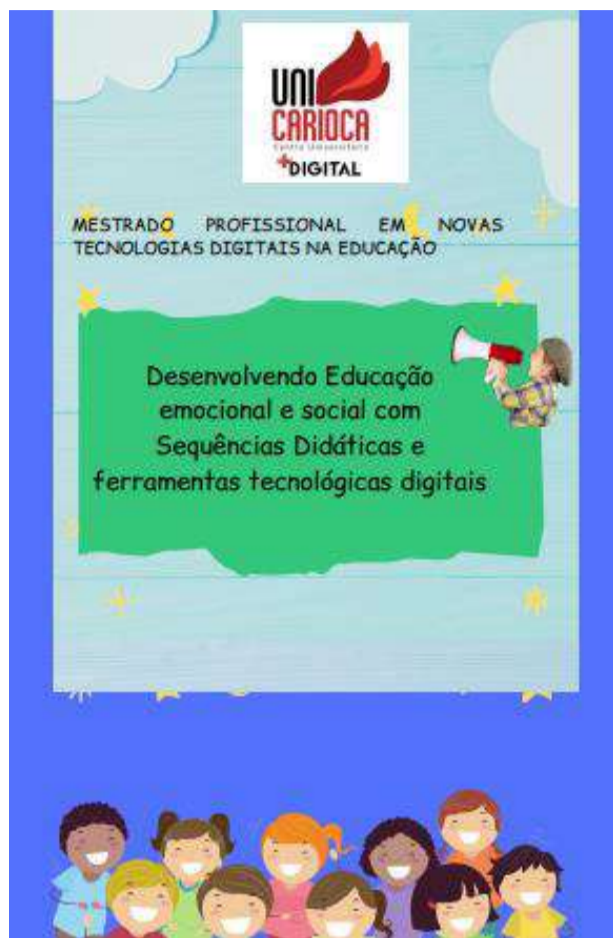 UNI
CARIOCA
Centro Universitário
+DIGITAL
MESTRADO PROFISSIONAL EM NOVAS
TECNOLOGIAS DIGITAIS NA EDUCAÇÃO
Desenvolvendo Educação
emocional e social com
Sequências Didáticas e
ferramentas tecnológicas digitais